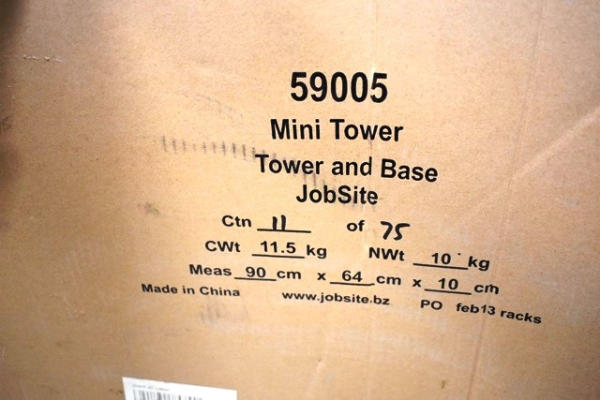 59005
Mini Tower
Tower and Base
JobSite
Ctn 11 of 75
CWt 11.5 kg NWt 10 kg
Meas 90 cm x 64 cm x 10 cm
Made in China www.jobsite.bz PO feb13 racks